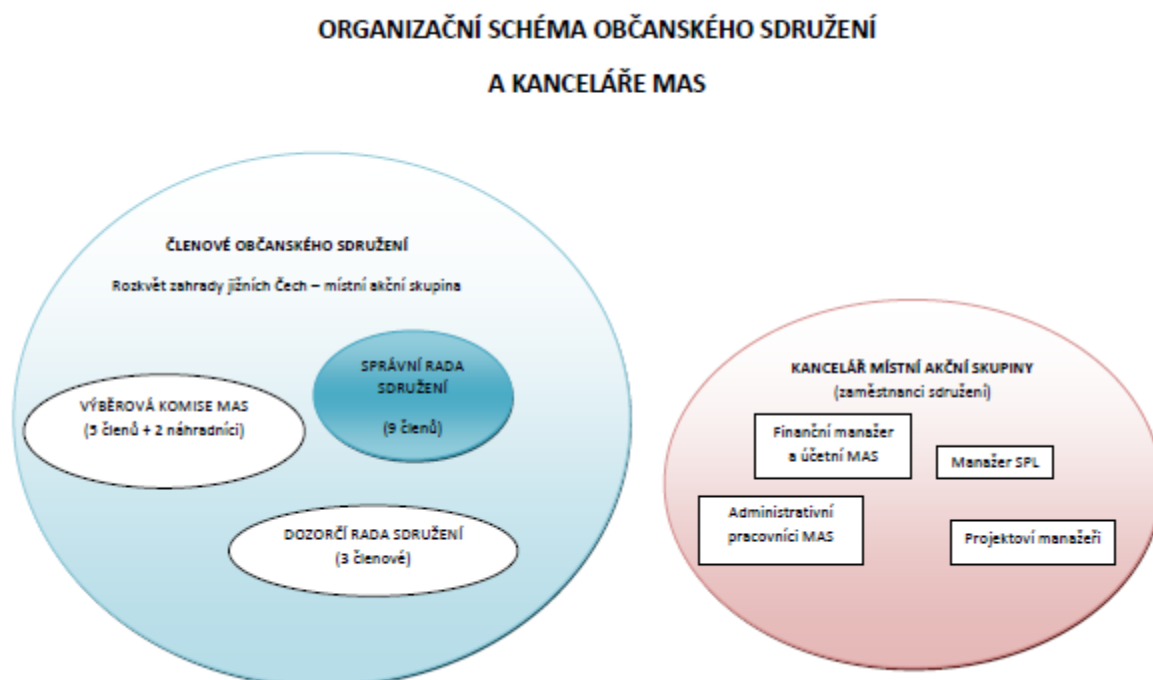 ORGANIZAČNÍ SCHÉMA OBČANSKÉHO SDRUŽENÍ
A KANCELÁŘE MAS
ČLENOVÉ OBČANSKÉHO SDRUŽENÍ
Rozkvět zahrady jižních Čech – místní akční skupina
SPRÁVNÍ RADA
SDRUŽENÍ
(9 členů)
VÝBĚROVÁ KOMISE MAS
(5 členů + 2 náhradníci)
DOZORČÍ RADA SDRUŽENÍ
(3 členové)
KANCELÁŘ MÍSTNÍ AKČNÍ SKUPINY
(zaměstnanci sdružení)
Finanční manažer
a účetní MAS
Manažer SPL
Administrativní
pracovníci MAS
Projektoví manažeři